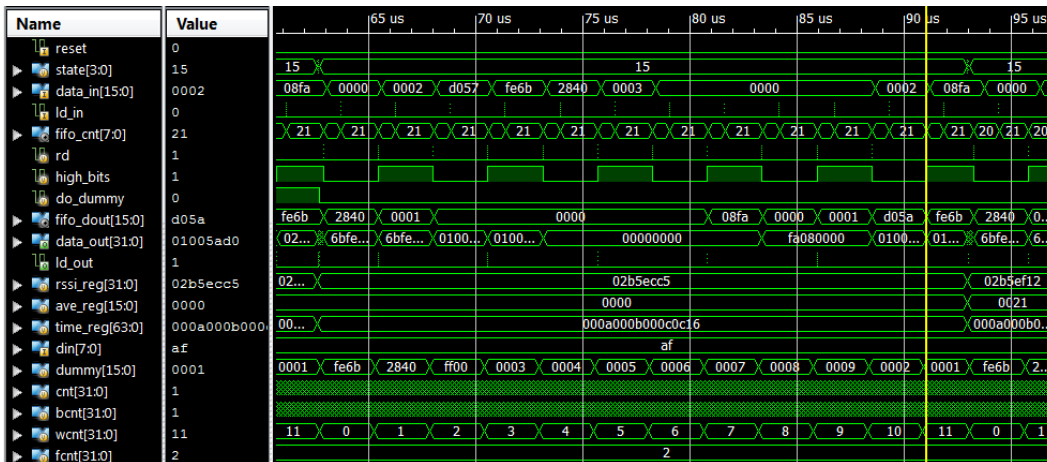 Name Value 65 us 70 us 75 us 80 us 85 us 90 us 95 us
reset 0
state[3:0] 15 15 15 15
data_in[15:0] 0002 08fa 0000 0002 d057 fe6b 2840 0003 0000 0002 08fa 0000
ld_in 0
fifo_cnt[7:0] 21 21 21 21 21 21 21 21 21 21 21 21 21 21 20 21 20
rd 1
high_bits 1
do_dummy 0
fifo_dout[15:0] d05a fe6b 2840 0001 0000 08fa 0000 0001 d05a fe6b 2840 0...
data_out[31:0] 01005ad0 02... 6bfe... 6bfe... 0100... 0100... 00000000 fa080000 0100... 01... 6bfe... 6...
ld_out 1
rssi_reg[31:0] 02b5ecc5 02... 02b5ecc5 02b5ef12
ave_reg[15:0] 0000 0000 0021
time_reg[63:0] 000a000b000 00... 000a000b000c0c16 000a000b0...
din[7:0] af af
dummy[15:0] 0001 0001 fe6b 2840 ff00 0003 0004 0005 0006 0007 0008 0009 0002 0001 fe6b 2...
cnt[31:0] 1
bcnt[31:0] 1
wcnt[31:0] 11 11 0 1 2 3 4 5 6 7 8 9 10 11 0 1
fcnt[31:0] 2 2